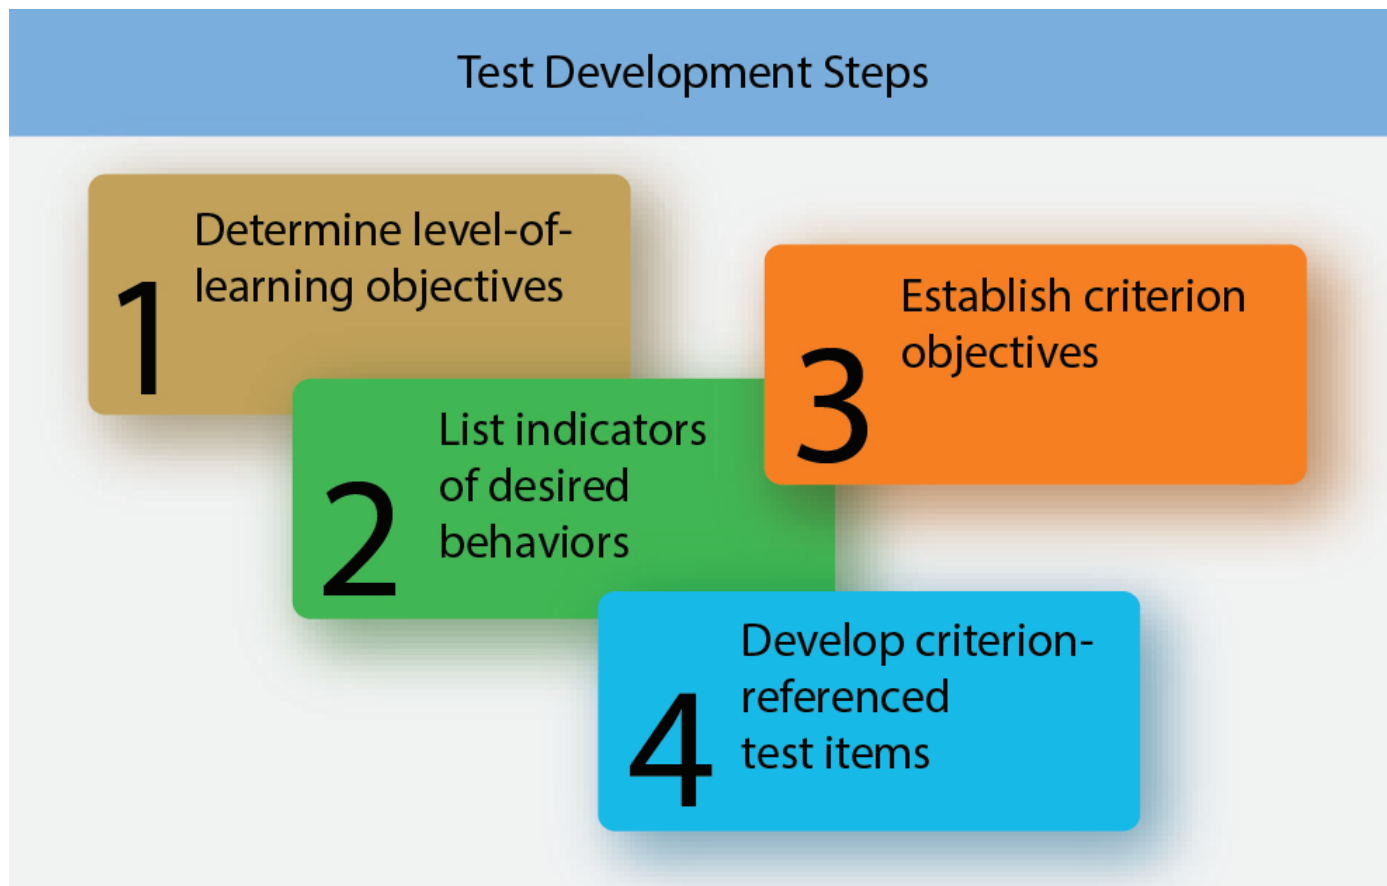 Test Development Steps
1
Determine level-of-
learning objectives
2
List indicators
of desired
behaviors
3
Establish criterion
objectives
4
Develop criterion-
referenced
test items